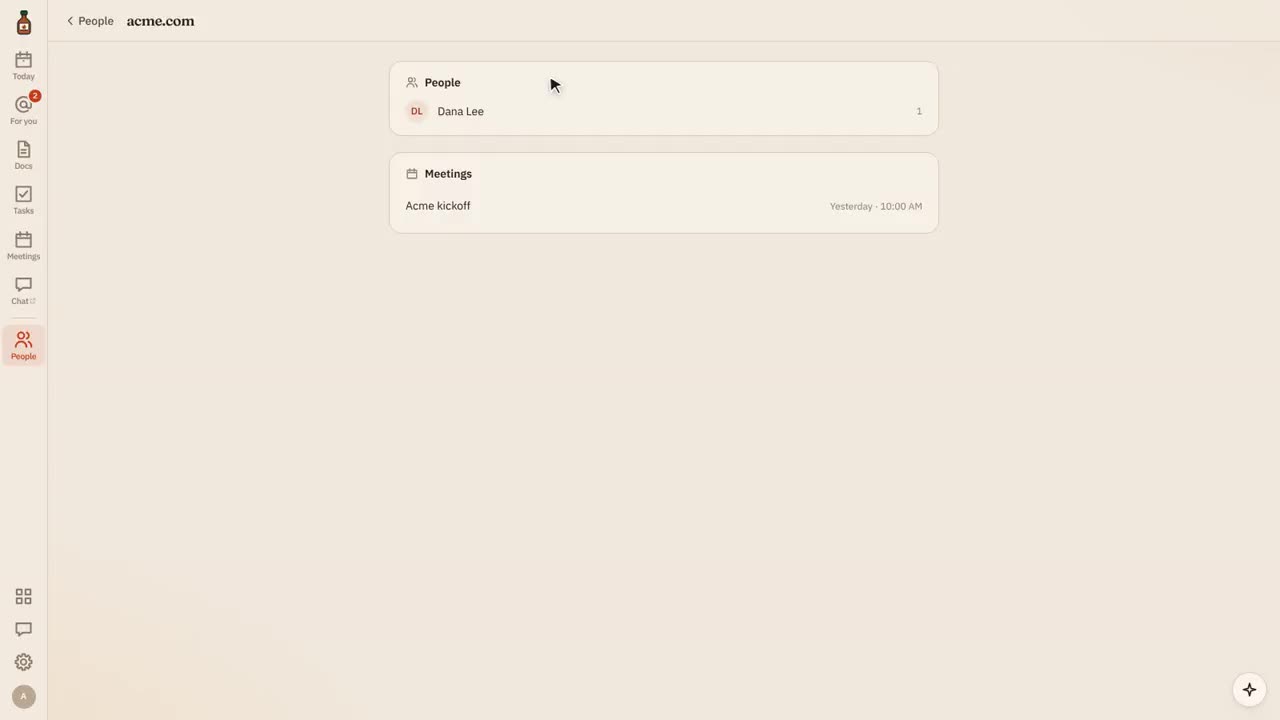 People acme.com
Today
2
For you
Docs
Tasks
Meetings
Chat
People
A
People
DL Dana Lee 1
Meetings
Acme kickoff Yesterday · 10:00 AM